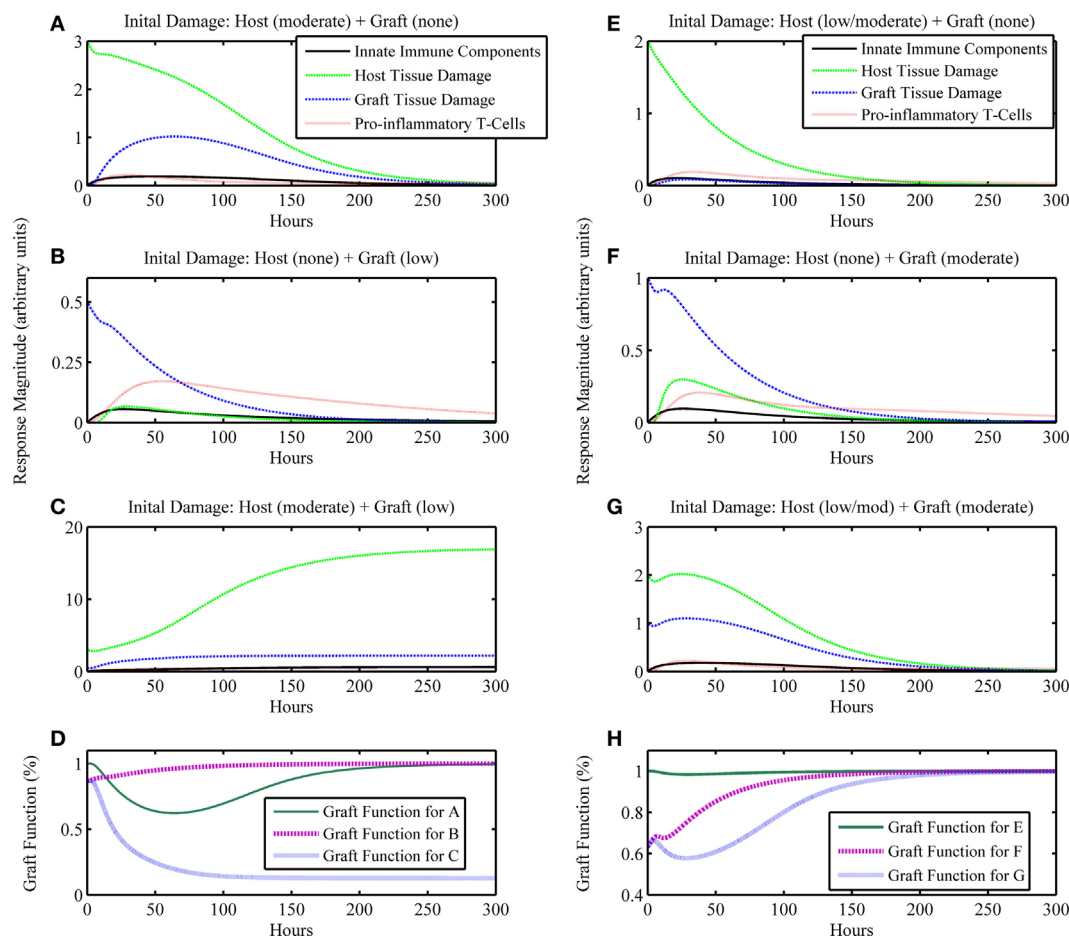 A
Inital Damage: Host (moderate) + Graft (none)
3
2
1
0
Innate Immune Components
Host Tissue Damage
Graft Tissue Damage
Pro-inflammatory T-Cells
0 50 100 150 200 250 300
Hours
B
Inital Damage: Host (none) + Graft (low)
0.5
0.25
0
0 50 100 150 200 250 300
Hours
Response Magnitude (arbitrary units)
C
Inital Damage: Host (moderate) + Graft (low)
20
10
0
0 50 100 150 200 250 300
D
Graft Function (%)
1
0.5
0
Graft Function for A
Graft Function for B
Graft Function for C
0 50 100 150 200 250 300
Hours
E
Inital Damage: Host (low/moderate) + Graft (none)
2
1
0
Innate Immune Components
Host Tissue Damage
Graft Tissue Damage
Pro-inflammatory T-Cells
0 50 100 150 200 250 300
Hours
F
Inital Damage: Host (none) + Graft (moderate)
1
0.5
0
0 50 100 150 200 250 300
Hours
Response Magnitude (arbitrary units)
G
Inital Damage: Host (low/mod) + Graft (moderate)
3
2
1
0
0 50 100 150 200 250 300
H
Graft Function (%)
1
0.8
0.6
0.4
Graft Function for E
Graft Function for F
Graft Function for G
0 50 100 150 200 250 300
Hours